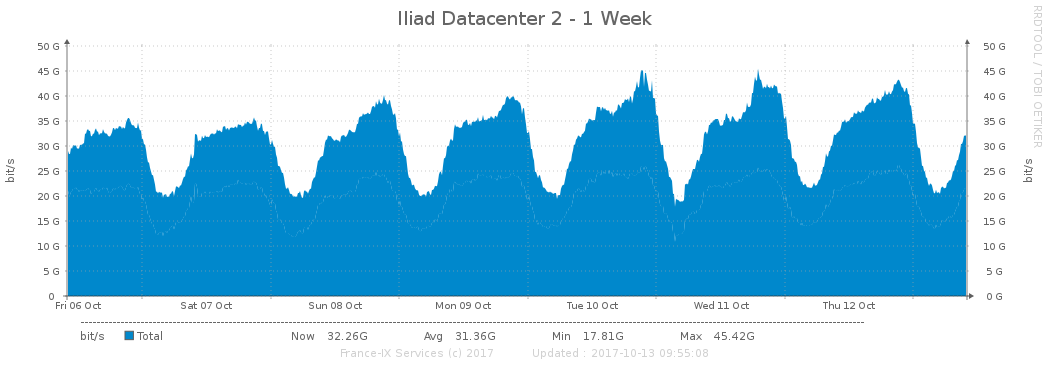 Iliad Datacenter 2 - 1 Week
RRDTOOL / TOBI OETIKER
bit/s
50 G 50 G
45 G 45 G
40 G 40 G
35 G 35 G
30 G 30 G
25 G 25 G
20 G 20 G
15 G 15 G
10 G 10 G
5 G 5 G
0 0 G
bit/s
Fri 06 Oct Sat 07 Oct Sun 08 Oct Mon 09 Oct Tue 10 Oct Wed 11 Oct Thu 12 Oct
bit/s Total Now 32.26G Avg 31.36G Min 17.81G Max 45.42G
France-IX Services (c) 2017 Updated : 2017-10-13 09:55:08